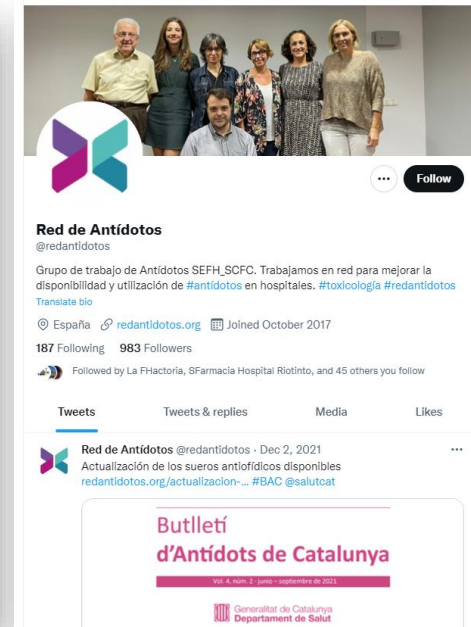 Follow
Red de Antídotos
@redantidotos
Grupo de trabajo de Antídotos SEFH_SCFC. Trabajamos en red para mejorar la
disponibilidad y utilización de #antídotos en hospitales. #toxicología #redantidotos
Translate bio
España redantidotos.org Joined October 2017
187 Following 983 Followers
Followed by La FHactoria, SFarmacia Hospital Riotinto, and 45 others you follow
Tweets Tweets & replies Media Likes
Red de Antídotos @redantidotos · Dec 2, 2021
Actualización de los sueros antiofídicos disponibles
redantidotos.org/actualizacion-... #BAC @salutcat
Butlletí
d'Antídots de Catalunya
Vol. 4, núm. 2 - junio – septiembre de 2021
Generalitat de Catalunya
Departament de Salut